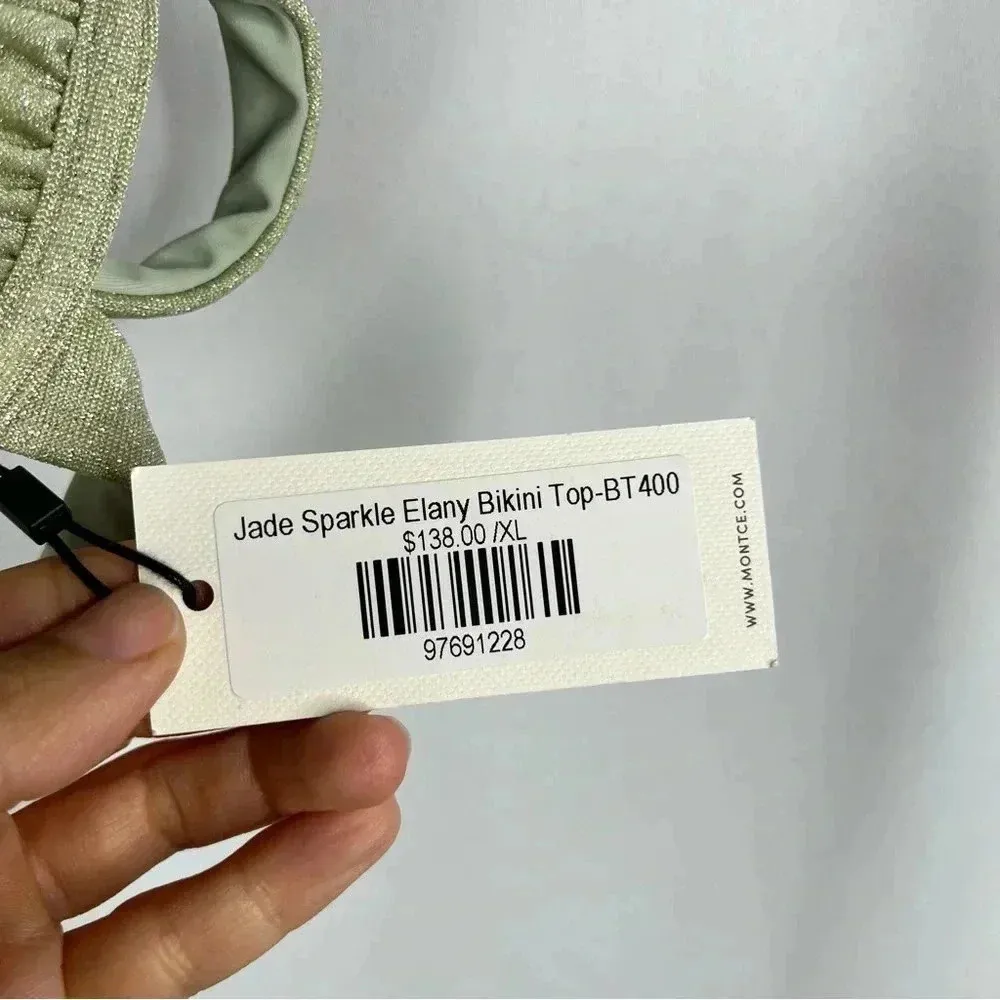 Jade Sparkle Elany Bikini Top-BT400
$138.00 /XL
97691228
WWW.MONTCE.COM